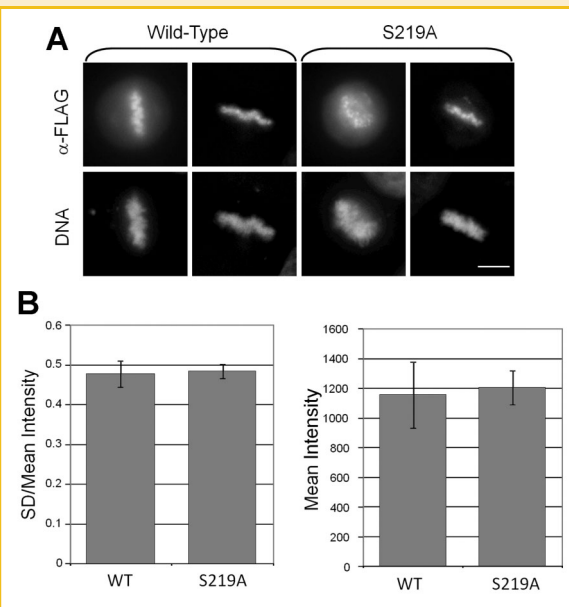 A
Wild-Type
S219A
α-FLAG
DNA
B
SD/Mean Intensity
0.6
0.5
0.4
0.3
0.2
0.1
0
WT
S219A
Mean Intensity
1600
1400
1200
1000
800
600
400
200
0
WT
S219A